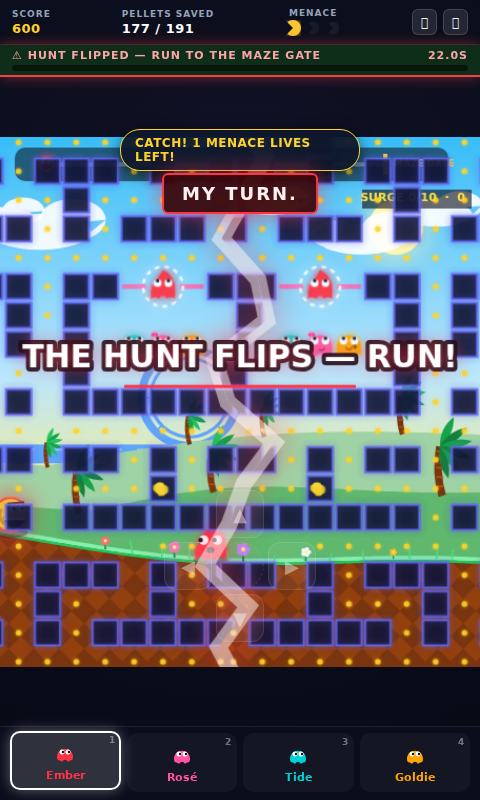 SCORE
600
PELLETS SAVED
177 / 191
MENACE
⚠ HUNT FLIPPED — RUN TO THE MAZE GATE
22.0S
CATCH! 1 MENACE LIVES
LEFT!
MY TURN.
SURGE 0/10 · 0
THE HUNT FLIPS — RUN!
1
Ember
2
Rosé
3
Tide
4
Goldie